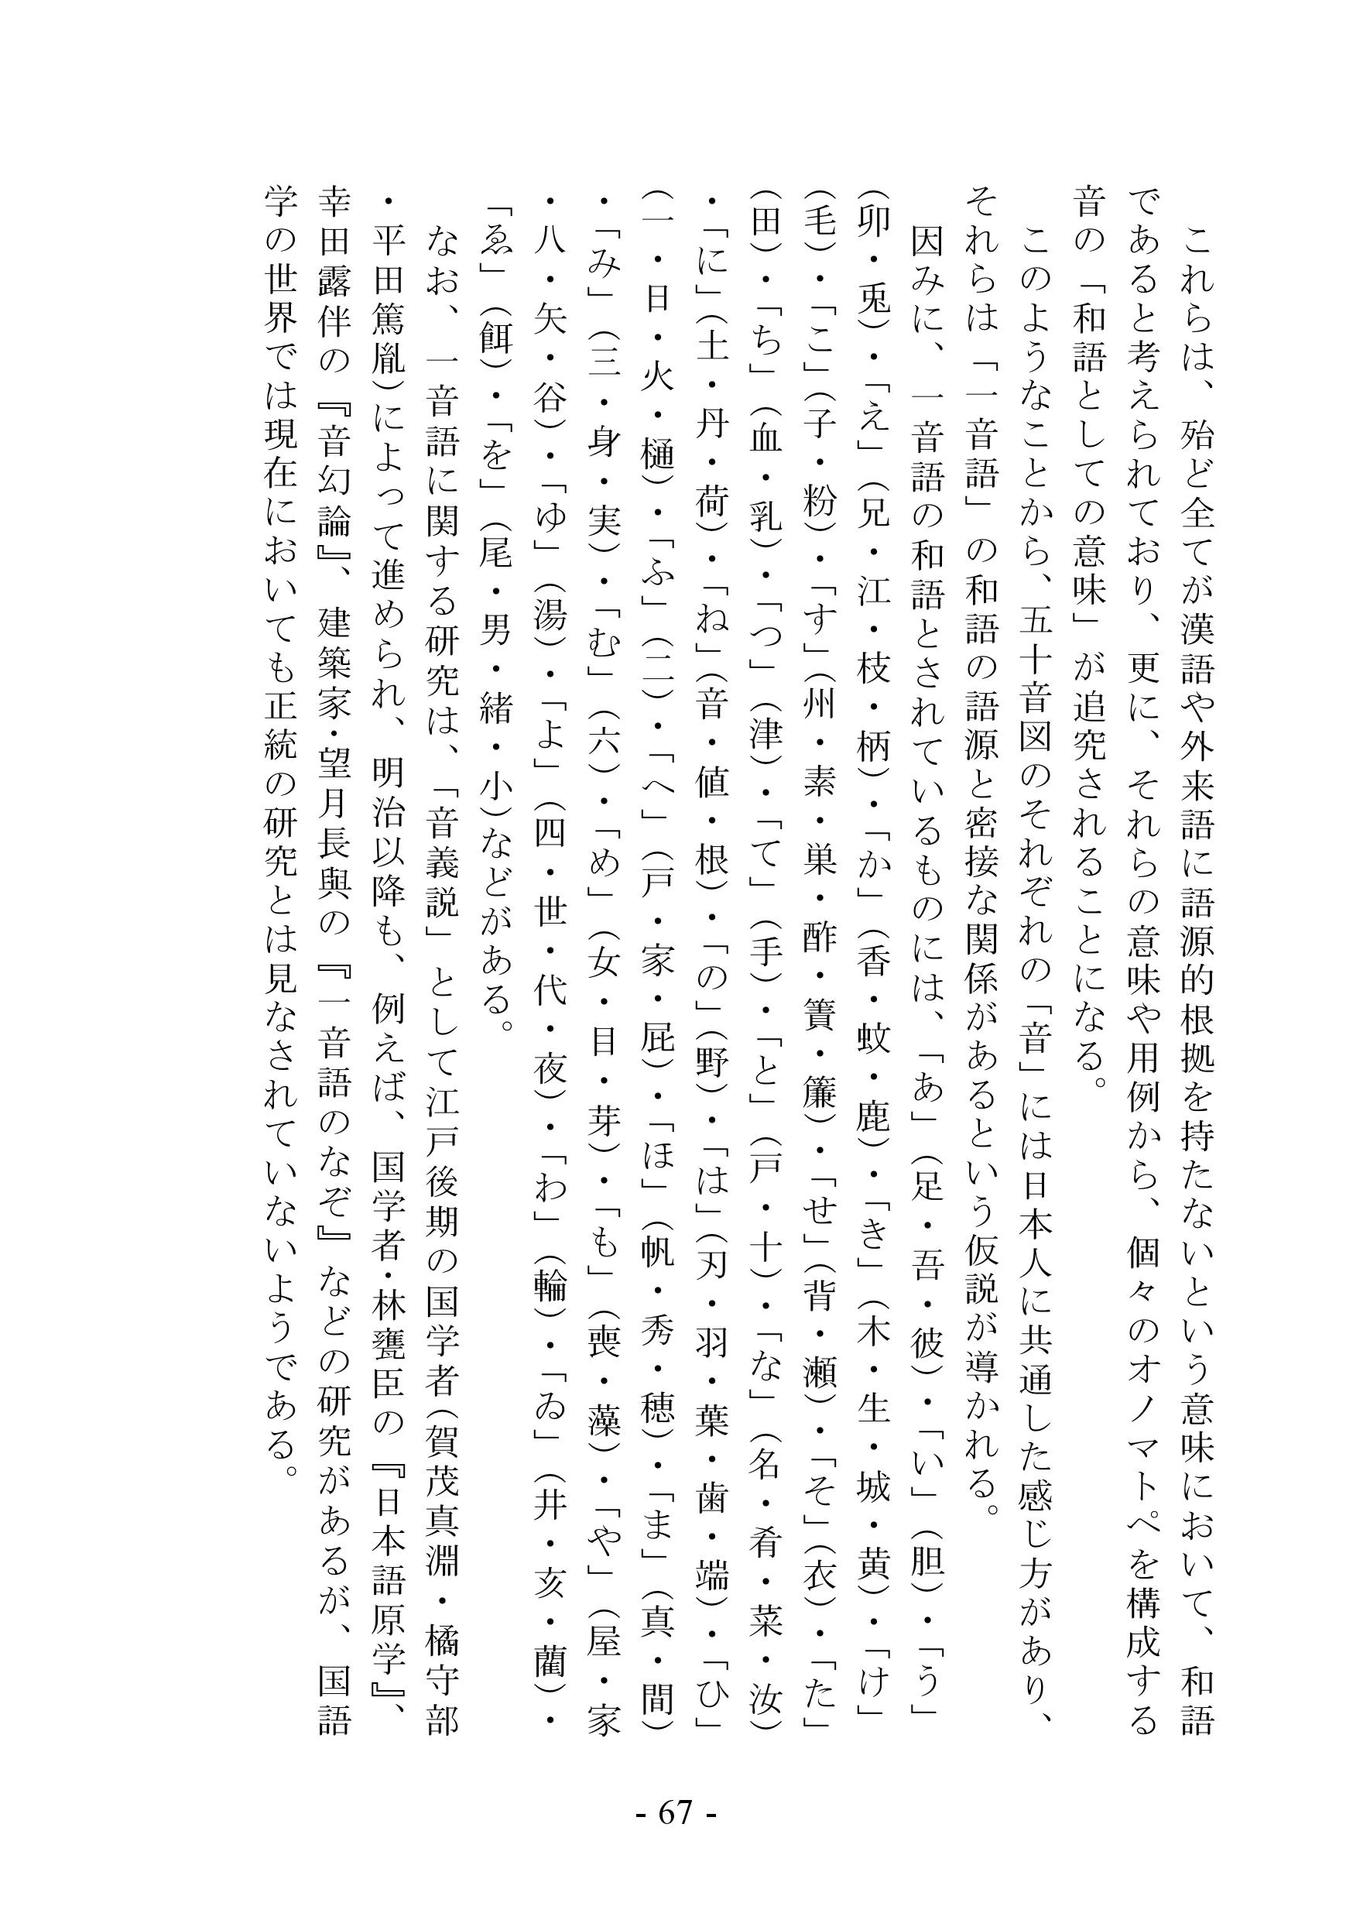 これらは、殆ど全てが漢語や外来語に語源的根拠を持たないという意味において、和語
であると考えられており、更に、それらの意味や用例から、個々のオノマトペを構成する
音の「和語としての意味」が追究されることになる。
　このようなことから、五十音図のそれぞれの「音」には日本人に共通した感じ方があり、
それらは「一音語」の和語の語源と密接な関係があるという仮説が導かれる。
　因みに、一音語の和語とされているものには、「あ」（足・吾・彼）・「い」（胆）・「う」
（卯・兎）・「え」（兄・江・枝・柄）・「か」（香・蚊・鹿）・「き」（木・生・城・黄）・「け」
（毛）・「こ」（子・粉）・「す」（州・素・巣・酢・簀・簾）・「せ」（背・瀬）・「そ」（衣）・「た」
（田）・「ち」（血・乳）・「つ」（津）・「て」（手）・「と」（戸・十）・「な」（名・肴・菜・汝）
・「に」（土・丹・荷）・「ね」（音・値・根）・「の」（野）・「は」（刃・羽・葉・歯・端）・「ひ」
（一・日・火・樋）・「ふ」（二）・「へ」（戸・家・屁）・「ほ」（帆・秀・穂）・「ま」（真・間）
・「み」（三・身・実）・「む」（六）・「め」（女・目・芽）・「も」（喪・藻）・「や」（屋・家
・八・矢・谷）・「ゆ」（湯）・「よ」（四・世・代・夜）・「わ」（輪）・「ゐ」（井・亥・藺）・
「ゑ」（餌）・「を」（尾・男・緒・小）などがある。
　なお、一音語に関する研究は、「音義説」として江戸後期の国学者（賀茂真淵・橘守部
・平田篤胤）によって進められ、明治以降も、例えば、国学者・林甕臣の『日本語原学』、
幸田露伴の『音幻論』、建築家・望月長與の『一音語のなぞ』などの研究があるが、国語
学の世界では現在においても正統の研究とは見なされていないようである。
- 67 -